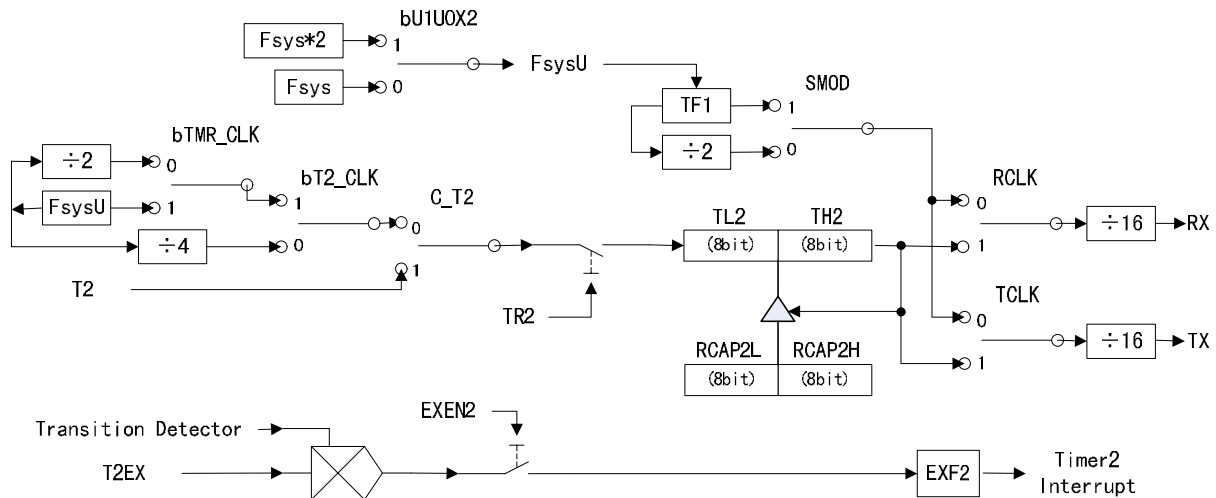 bU1U0X2
Fsys*2
1
Fsys
0
FsysU
TF1
÷2
1
0
SMOD
bTMR_CLK
÷2
0
FsysU
1
÷4
bT2_CLK
1
0
C_T2
0
1
T2
TR2
TL2
(8bit)
TH2
(8bit)
RCAP2L
(8bit)
RCAP2H
(8bit)
RCLK
0
1
÷16
RX
TCLK
0
1
÷16
TX
EXEN2
Transition Detector
T2EX
EXF2
Timer2
Interrupt